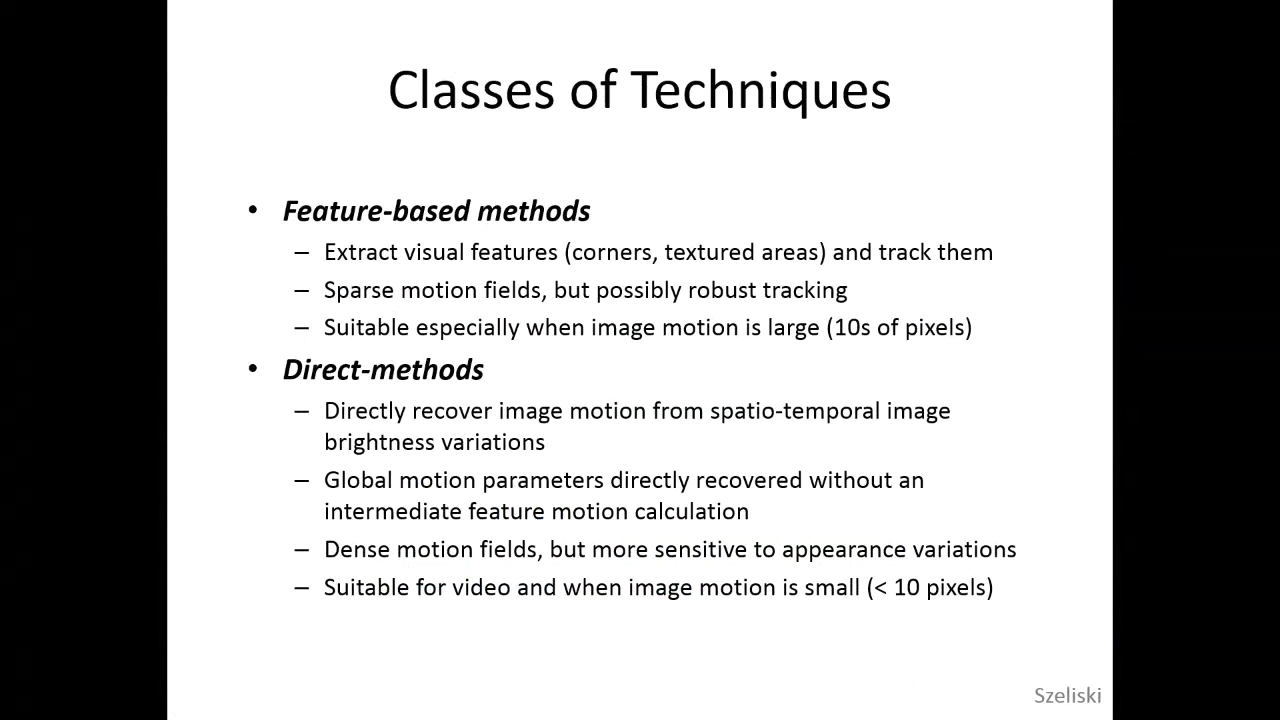 Classes of Techniques
• Feature-based methods
– Extract visual features (corners, textured areas) and track them
– Sparse motion fields, but possibly robust tracking
– Suitable especially when image motion is large (10s of pixels)
• Direct-methods
– Directly recover image motion from spatio-temporal image
brightness variations
– Global motion parameters directly recovered without an
intermediate feature motion calculation
– Dense motion fields, but more sensitive to appearance variations
– Suitable for video and when image motion is small (< 10 pixels)
Szeliski